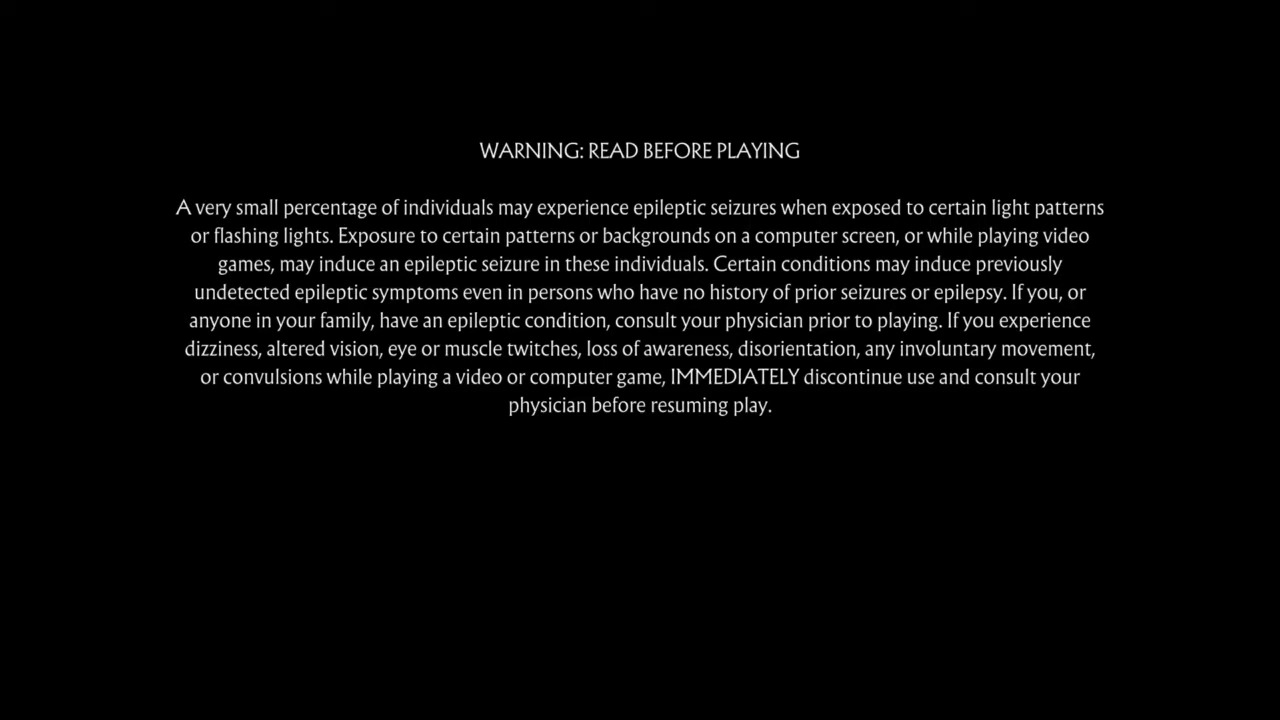 WARNING: READ BEFORE PLAYING
A very small percentage of individuals may experience epileptic seizures when exposed to certain light patterns
or flashing lights. Exposure to certain patterns or backgrounds on a computer screen, or while playing video
games, may induce an epileptic seizure in these individuals. Certain conditions may induce previously
undetected epileptic symptoms even in persons who have no history of prior seizures or epilepsy. If you, or
anyone in your family, have an epileptic condition, consult your physician prior to playing. If you experience
dizziness, altered vision, eye or muscle twitches, loss of awareness, disorientation, any involuntary movement,
or convulsions while playing a video or computer game, IMMEDIATELY discontinue use and consult your
physician before resuming play.